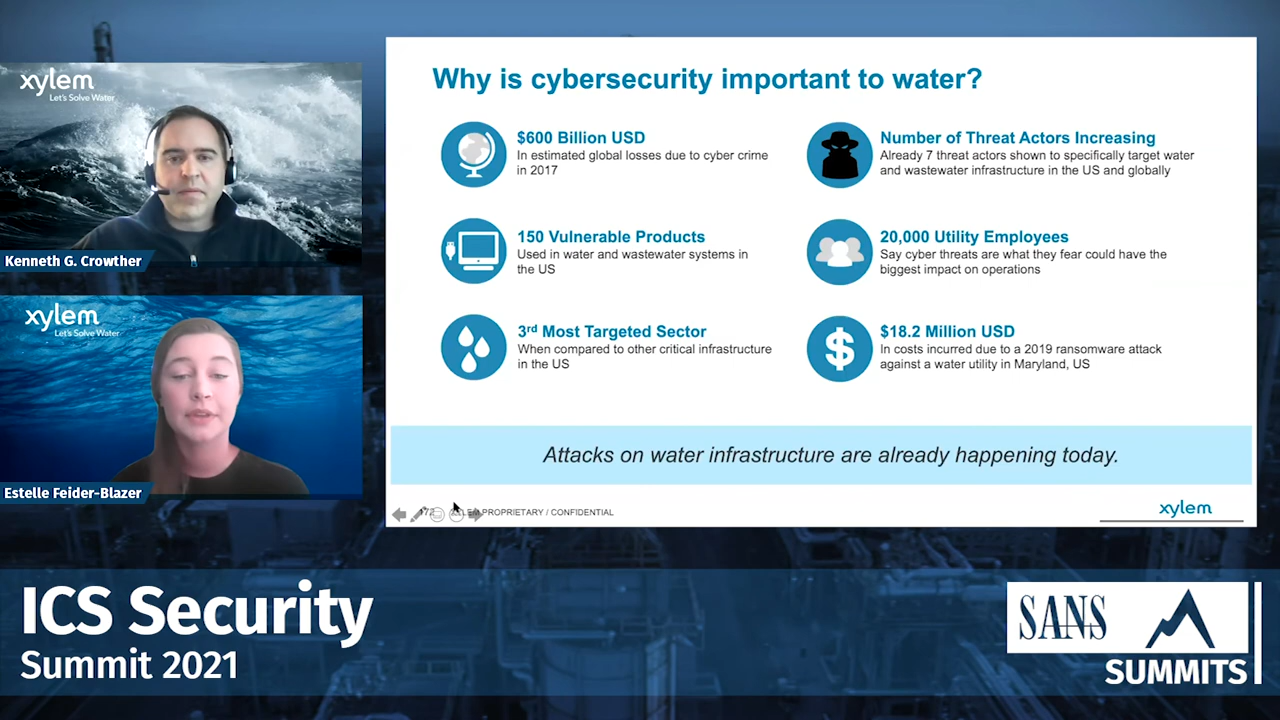 xylem
Let's Solve Water
Kenneth G. Crowther
xylem
Let's Solve Water
Estelle Feider-Blazer
Why is cybersecurity important to water?
$600 Billion USD
In estimated global losses due to cyber crime
in 2017
150 Vulnerable Products
Used in water and wastewater systems in
the US
3rd Most Targeted Sector
When compared to other critical infrastructure
in the US
Number of Threat Actors Increasing
Already 7 threat actors shown to specifically target water
and wastewater infrastructure in the US and globally
20,000 Utility Employees
Say cyber threats are what they fear could have the
biggest impact on operations
$18.2 Million USD
In costs incurred due to a 2019 ransomware attack
against a water utility in Maryland, US
Attacks on water infrastructure are already happening today.
XYLEM PROPRIETARY / CONFIDENTIAL
xylem
ICS Security
Summit 2021
SANS
SUMMITS